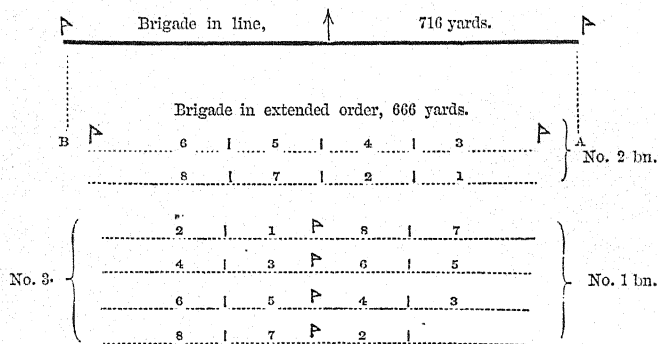 Brigade in line, 716 yards.
Brigade in extended order, 666 yards.
B A
6 5 4 3
No. 2 bn.
8 7 2 1
2 1 8 7
4 3 6 5
No. 3. No. 1 bn.
6 5 4 3
8 7 2